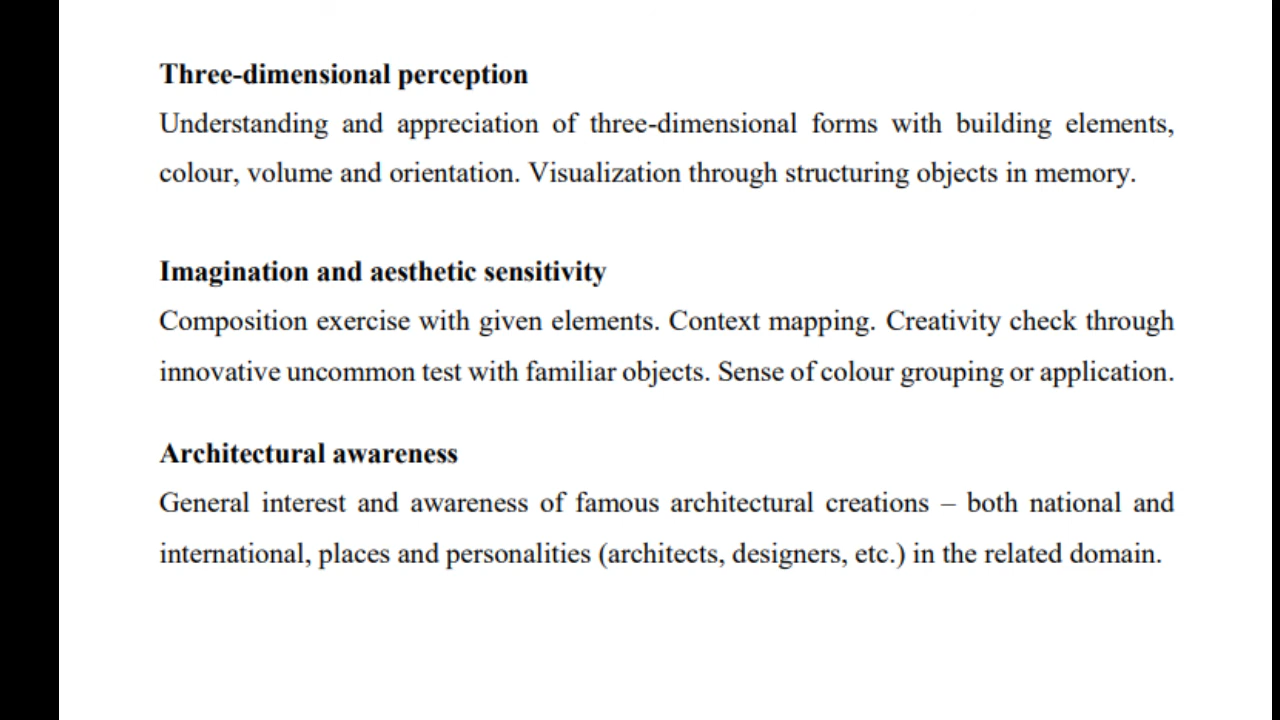 Three-dimensional perception
Understanding and appreciation of three-dimensional forms with building elements,
colour, volume and orientation. Visualization through structuring objects in memory.
Imagination and aesthetic sensitivity
Composition exercise with given elements. Context mapping. Creativity check through
innovative uncommon test with familiar objects. Sense of colour grouping or application.
Architectural awareness
General interest and awareness of famous architectural creations – both national and
international, places and personalities (architects, designers, etc.) in the related domain.